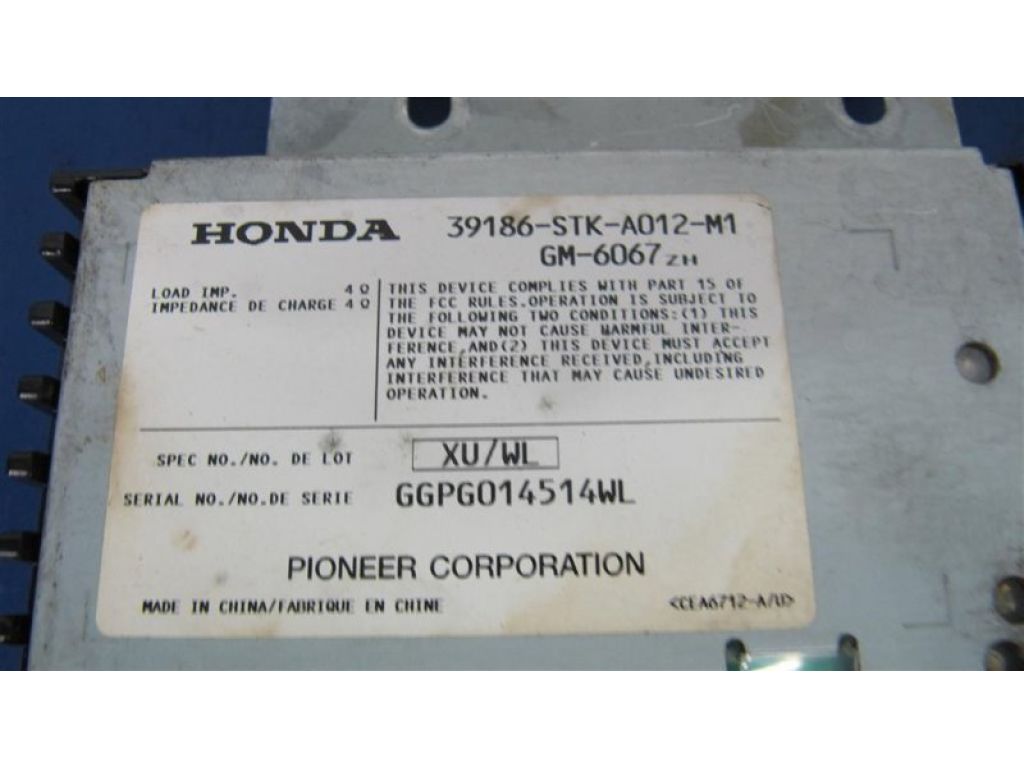 HONDA 39186-STK-A012-M1
GM-6067 ZH
LOAD IMP. 4Ω
IMPEDANCE DE CHARGE 4Ω
THIS DEVICE COMPLIES WITH PART 15 OF
THE FCC RULES.OPERATION IS SUBJECT TO
THE FOLLOWING TWO CONDITIONS:(1) THIS
DEVICE MAY NOT CAUSE HARMFUL INTER-
FERENCE,AND(2) THIS DEVICE MUST ACCEPT
ANY INTERFERENCE RECEIVED,INCLUDING
INTERFERENCE THAT MAY CAUSE UNDESIRED
OPERATION.
SPEC NO./NO. DE LOT XU/WL
SERIAL NO./NO.DE SERIE GGPG014514WL
PIONEER CORPORATION
MADE IN CHINA/FABRIQUE EN CHINE <CEA6712-A/U>